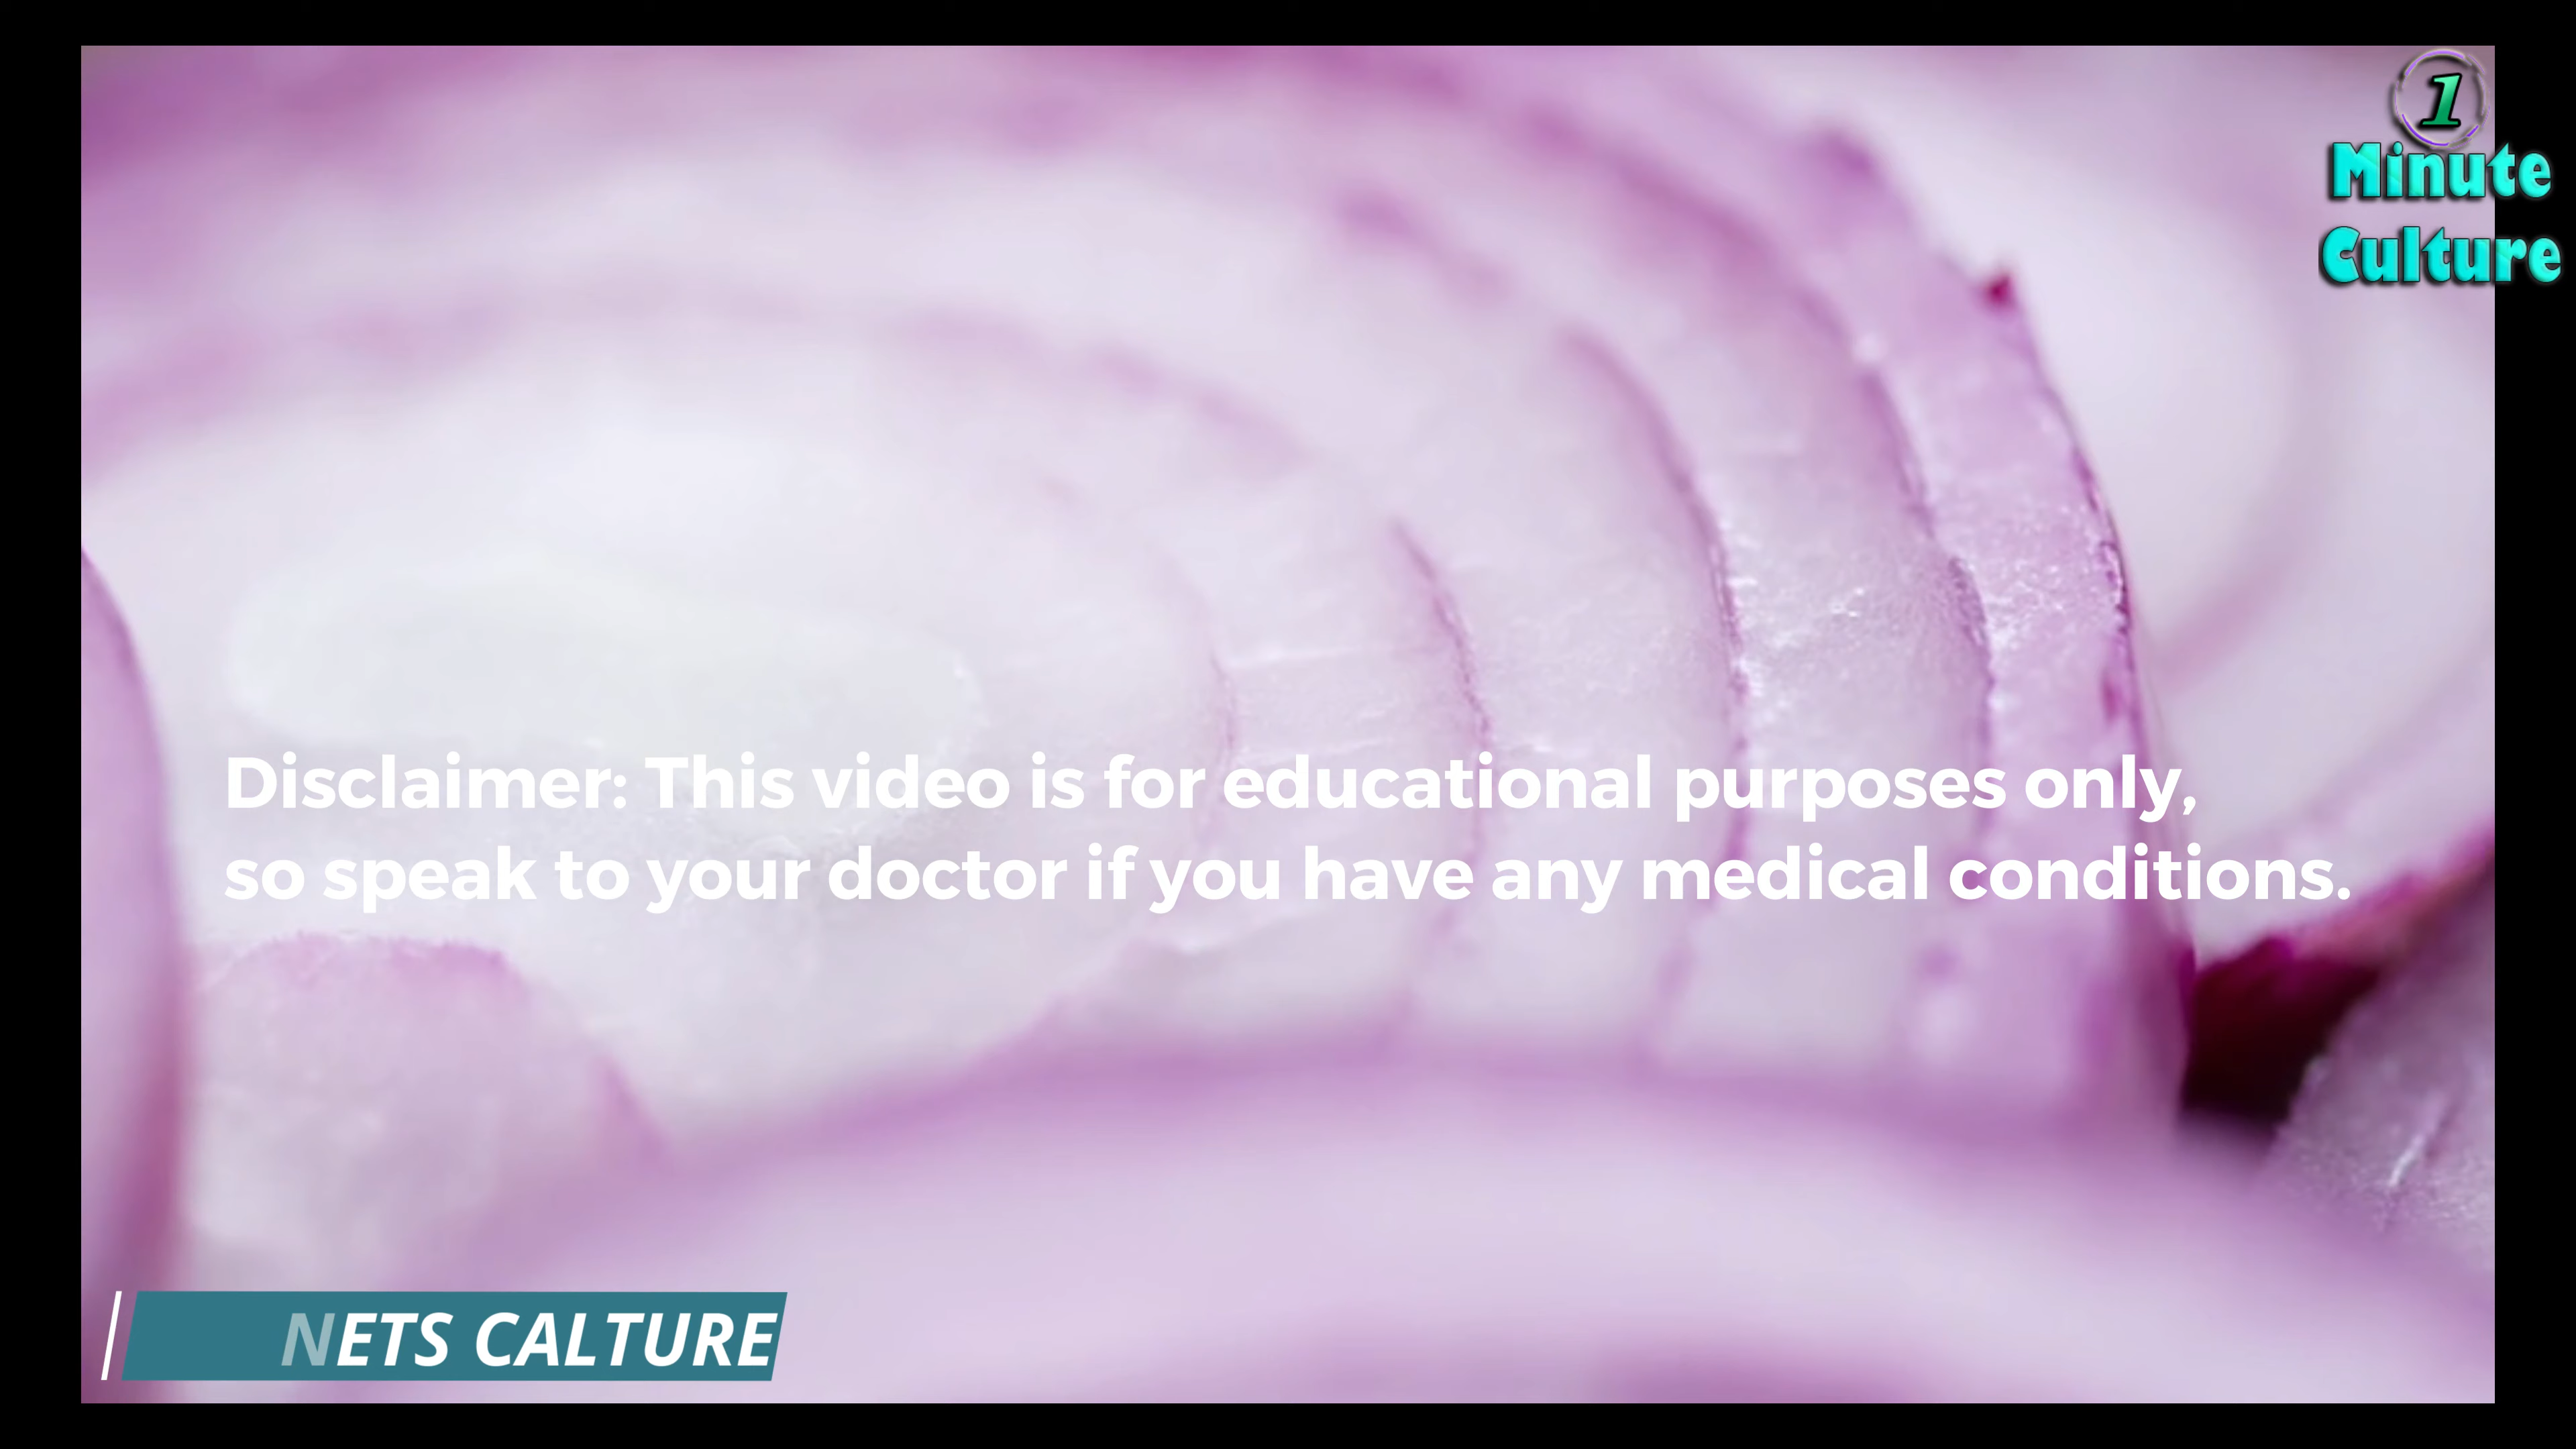 1
Minute
Culture
Disclaimer: This video is for educational purposes only,
so speak to your doctor if you have any medical conditions.
NETS CALTURE